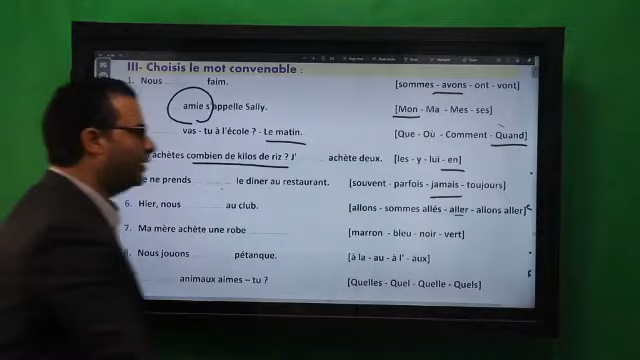 III- Choisis le mot convenable :
1. Nous ........ faim. [sommes - avons - ont - vont]
amie s'appelle Sally. [Mon - Ma - Mes - ses]
vas - tu à l'école ? - Le matin. [Que - Où - Comment - Quand]
achètes combien de kilos de riz ? J' ........ achète deux. [les - y - lui - en]
ne prends ........ le diner au restaurant. [souvent - parfois - jamais - toujours]
6. Hier, nous ........ au club. [allons - sommes allés - aller - allons aller]
7. Ma mère achète une robe ........ [marron - bleu - noir - vert]
8. Nous jouons ........ pétanque. [à la - au - à l' - aux]
animaux aimes – tu ? [Quelles - Quel - Quelle - Quels]